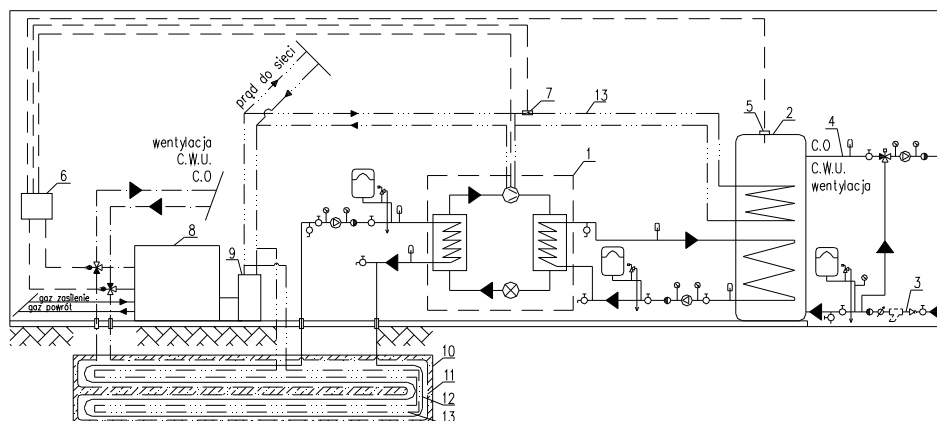 prąd do sieci
7
13
5
2
4
C.O
C.W.U.
wentylacja
wentylacja
C.W.U.
C.O
1
6
8
9
3
gaz zasilenie
gaz powrót
10
11
12
13